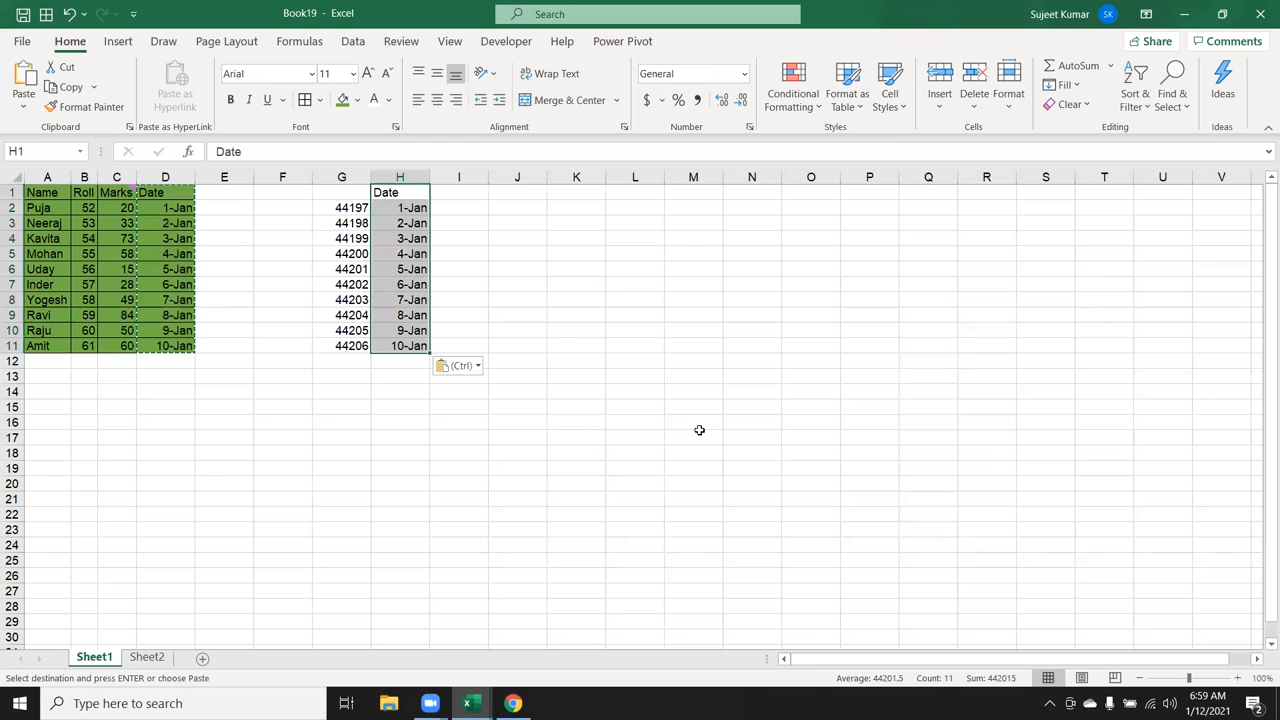 Book19 - Excel
Search
Sujeet Kumar
SK
File Home Insert Draw Page Layout Formulas Data Review View Developer Help Power Pivot
Share
Comments
Paste
Cut
Copy
Format Painter
Clipboard
Paste as Hyperlink
Paste as HyperLink
Arial
11
B I U
Font
Wrap Text
Merge & Center
Alignment
General
$ % ,
Number
Conditional Formatting
Format as Table
Cell Styles
Styles
Insert
Delete
Format
Cells
AutoSum
Fill
Clear
Sort & Filter
Find & Select
Editing
Ideas
Ideas
H1
fx
Date
A B C D E F G H I J K L M N O P Q R S T U V
1 Name Roll Marks Date Date
2 Puja 52 20 1-Jan 44197 1-Jan
3 Neeraj 53 33 2-Jan 44198 2-Jan
4 Kavita 54 73 3-Jan 44199 3-Jan
5 Mohan 55 58 4-Jan 44200 4-Jan
6 Uday 56 15 5-Jan 44201 5-Jan
7 Inder 57 28 6-Jan 44202 6-Jan
8 Yogesh 58 49 7-Jan 44203 7-Jan
9 Ravi 59 84 8-Jan 44204 8-Jan
10 Raju 60 50 9-Jan 44205 9-Jan
11 Amit 61 60 10-Jan 44206 10-Jan
12
(Ctrl)
13
14
15
16
17
18
19
20
21
22
23
24
25
26
27
28
29
30
Sheet1 Sheet2
Select destination and press ENTER or choose Paste
Average: 44201.5 Count: 11 Sum: 442015
100%
Type here to search
6:59 AM
1/12/2021